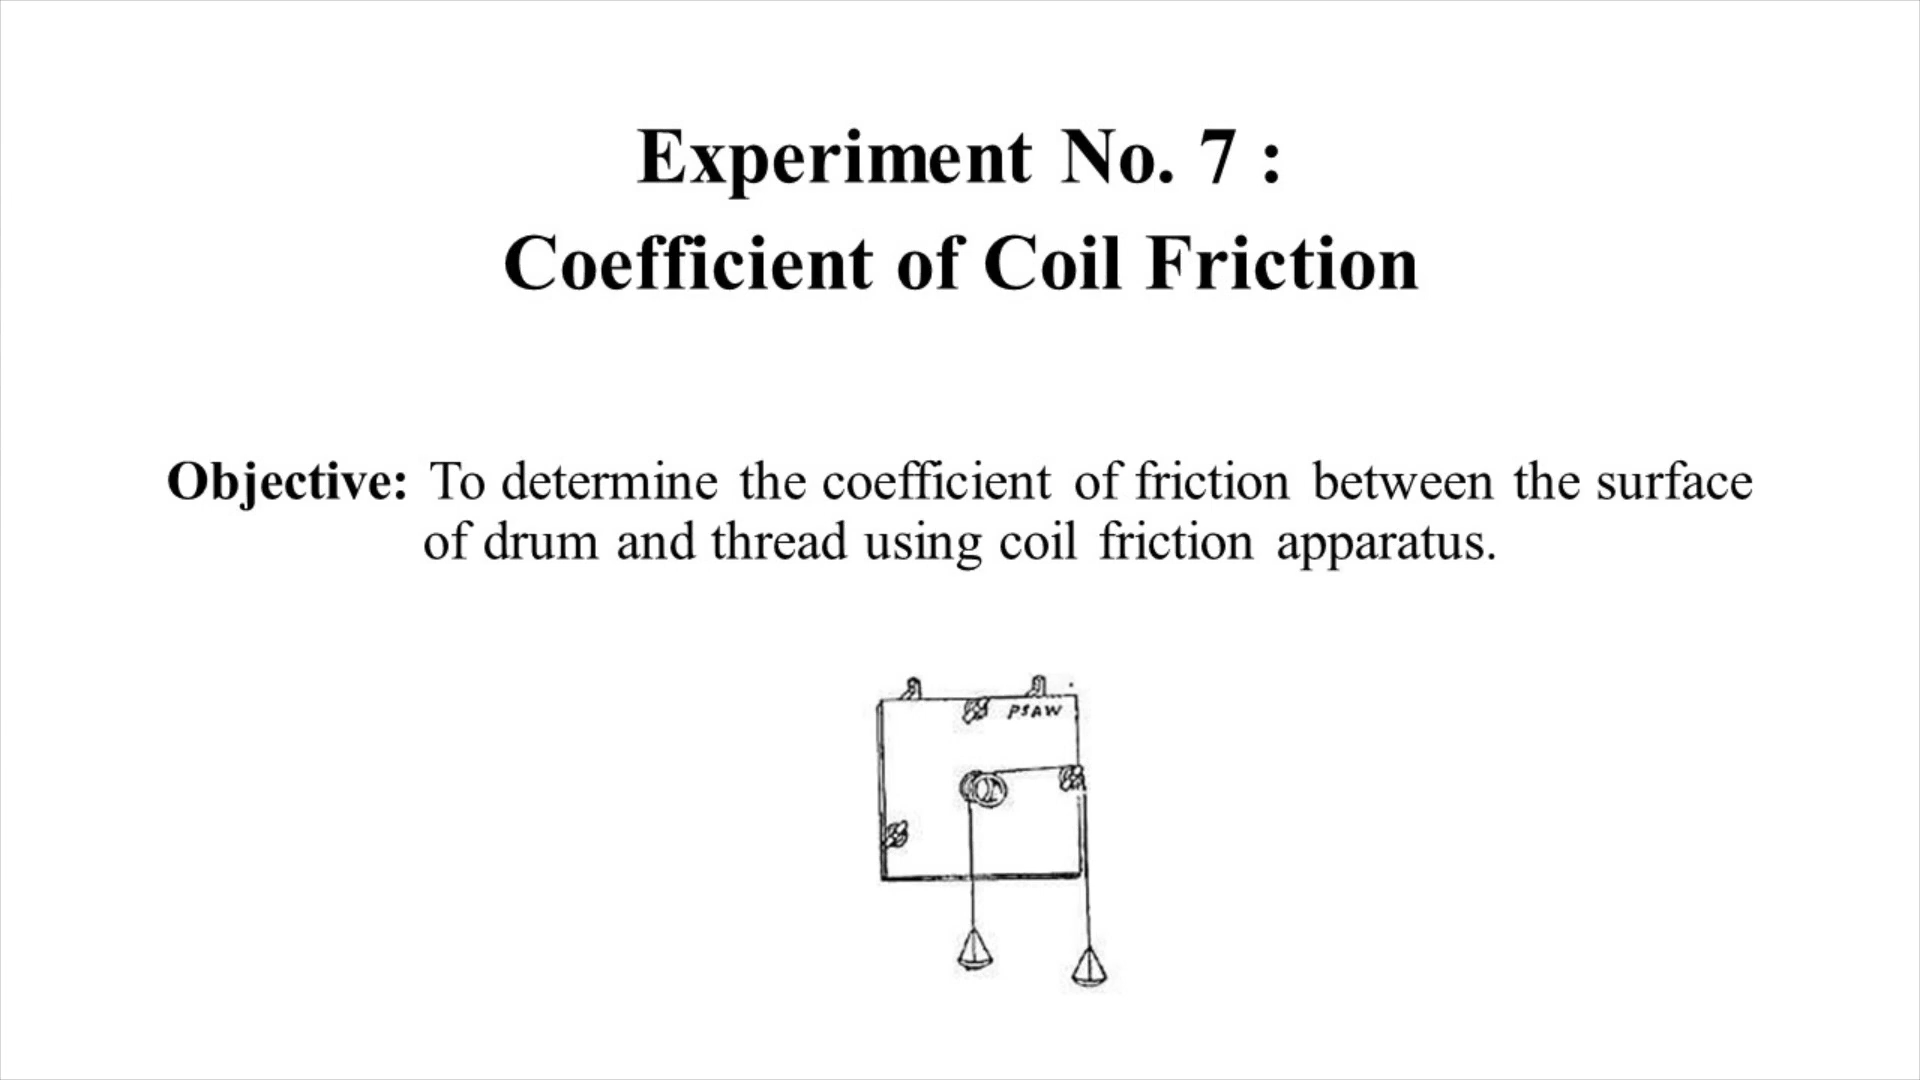 Experiment No. 7 :
Coefficient of Coil Friction
Objective: To determine the coefficient of friction between the surface
of drum and thread using coil friction apparatus.
PSAW